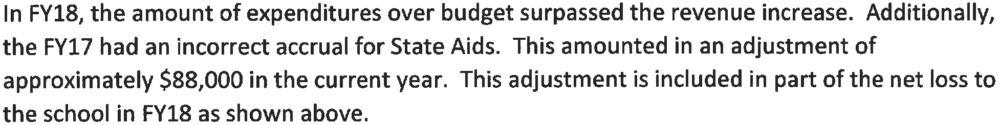 In FY18, the amount of expenditures over budget surpassed the revenue increase.  Additionally,
the FY17 had an incorrect accrual for State Aids.  This amounted in an adjustment of
approximately $88,000 in the current year.  This adjustment is included in part of the net loss to
the school in FY18 as shown above.